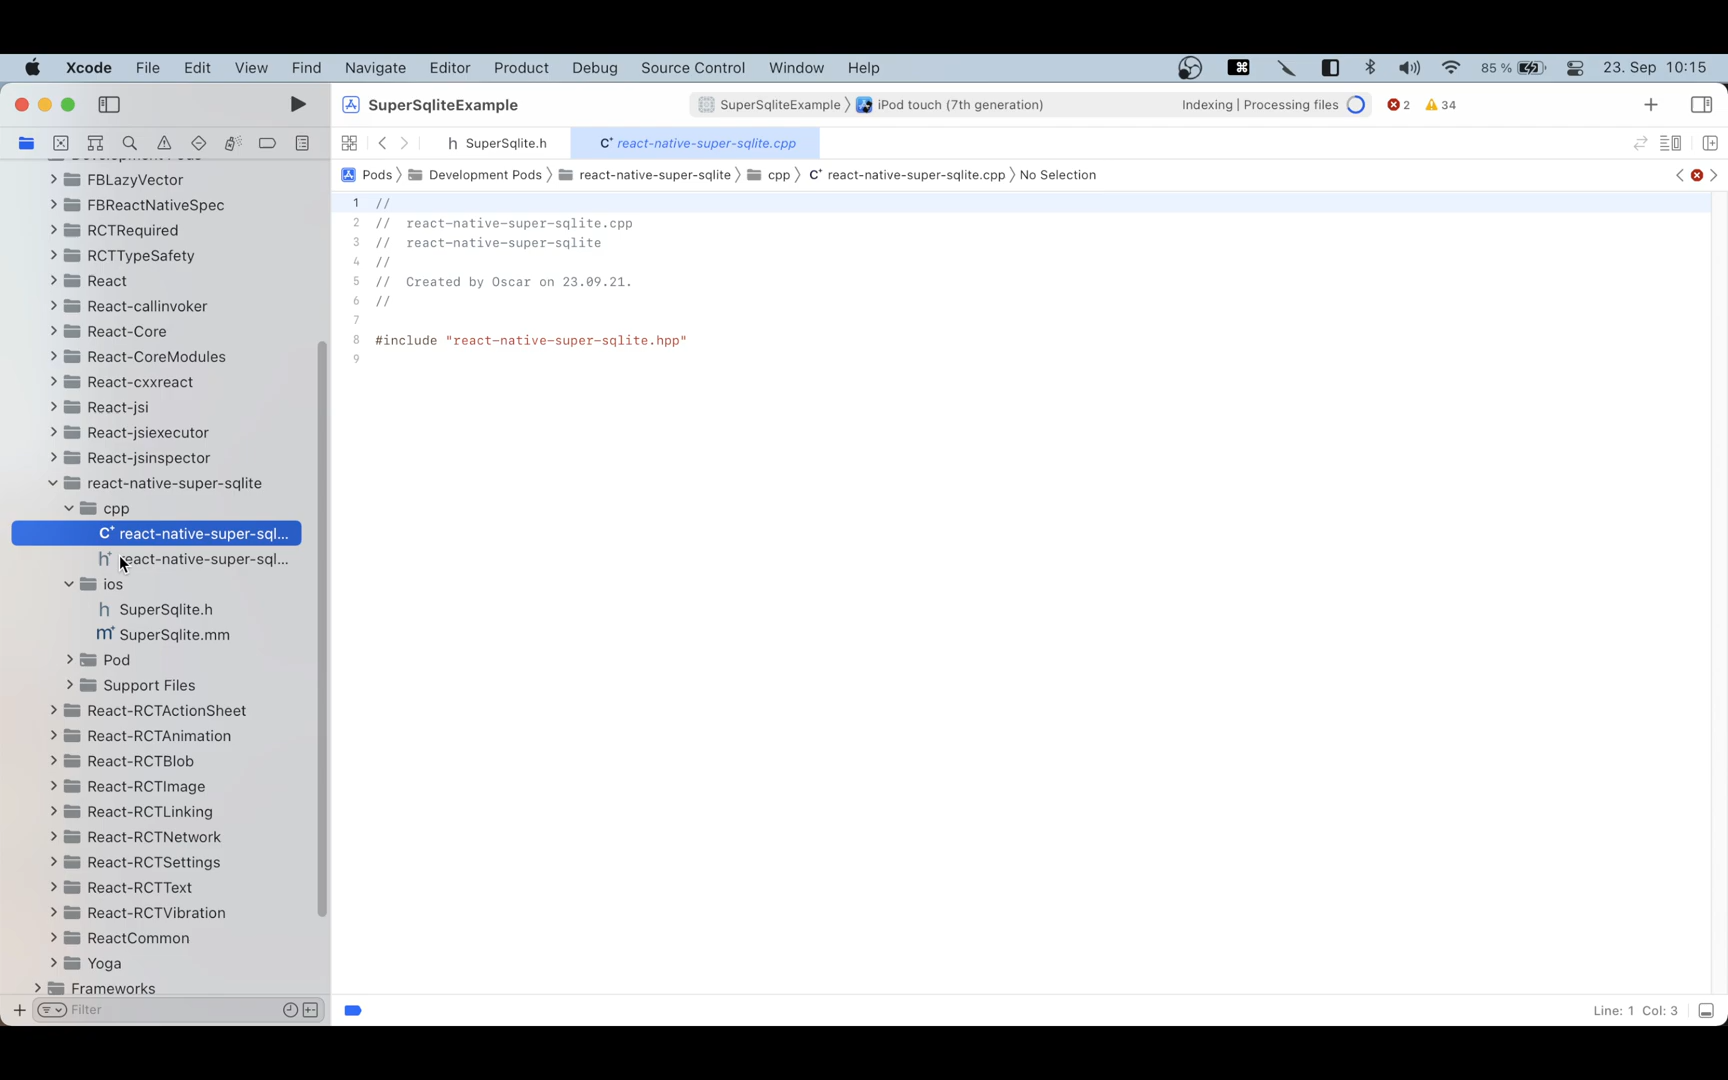 Xcode File Edit View Find Navigate Editor Product Debug Source Control Window Help 85 % 23. Sep 10:15
SuperSqliteExample SuperSqliteExample 〉 iPod touch (7th generation) Indexing | Processing files 2 34
SuperSqlite.h react-native-super-sqlite.cpp
Pods 〉 Development Pods 〉 react-native-super-sqlite 〉 cpp 〉 react-native-super-sqlite.cpp 〉 No Selection
FBLazyVector
FBReactNativeSpec
RCTRequired
RCTTypeSafety
React
React-callinvoker
React-Core
React-CoreModules
React-cxxreact
React-jsi
React-jsiexecutor
React-jsinspector
react-native-super-sqlite
cpp
react-native-super-sql...
react-native-super-sql...
ios
SuperSqlite.h
SuperSqlite.mm
Pod
Support Files
React-RCTActionSheet
React-RCTAnimation
React-RCTBlob
React-RCTImage
React-RCTLinking
React-RCTNetwork
React-RCTSettings
React-RCTText
React-RCTVibration
ReactCommon
Yoga
Frameworks
Filter
1 //
2 // react-native-super-sqlite.cpp
3 // react-native-super-sqlite
4 //
5 // Created by Oscar on 23.09.21.
6 //
7
8 #include "react-native-super-sqlite.hpp"
9
Line: 1 Col: 3